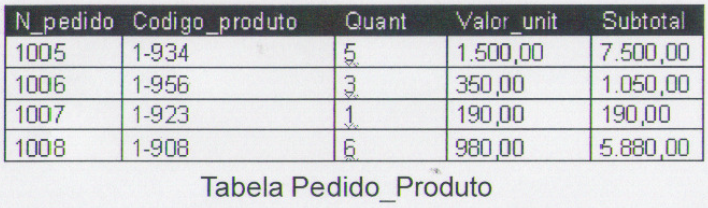 N_pedido Codigo_produto Quant Valor_unit Subtotal
1005 1-934 5 1.500,00 7.500,00
1006 1-956 3 350,00 1.050,00
1007 1-923 1 190,00 190,00
1008 1-908 6 980,00 5.880,00
Tabela Pedido_Produto